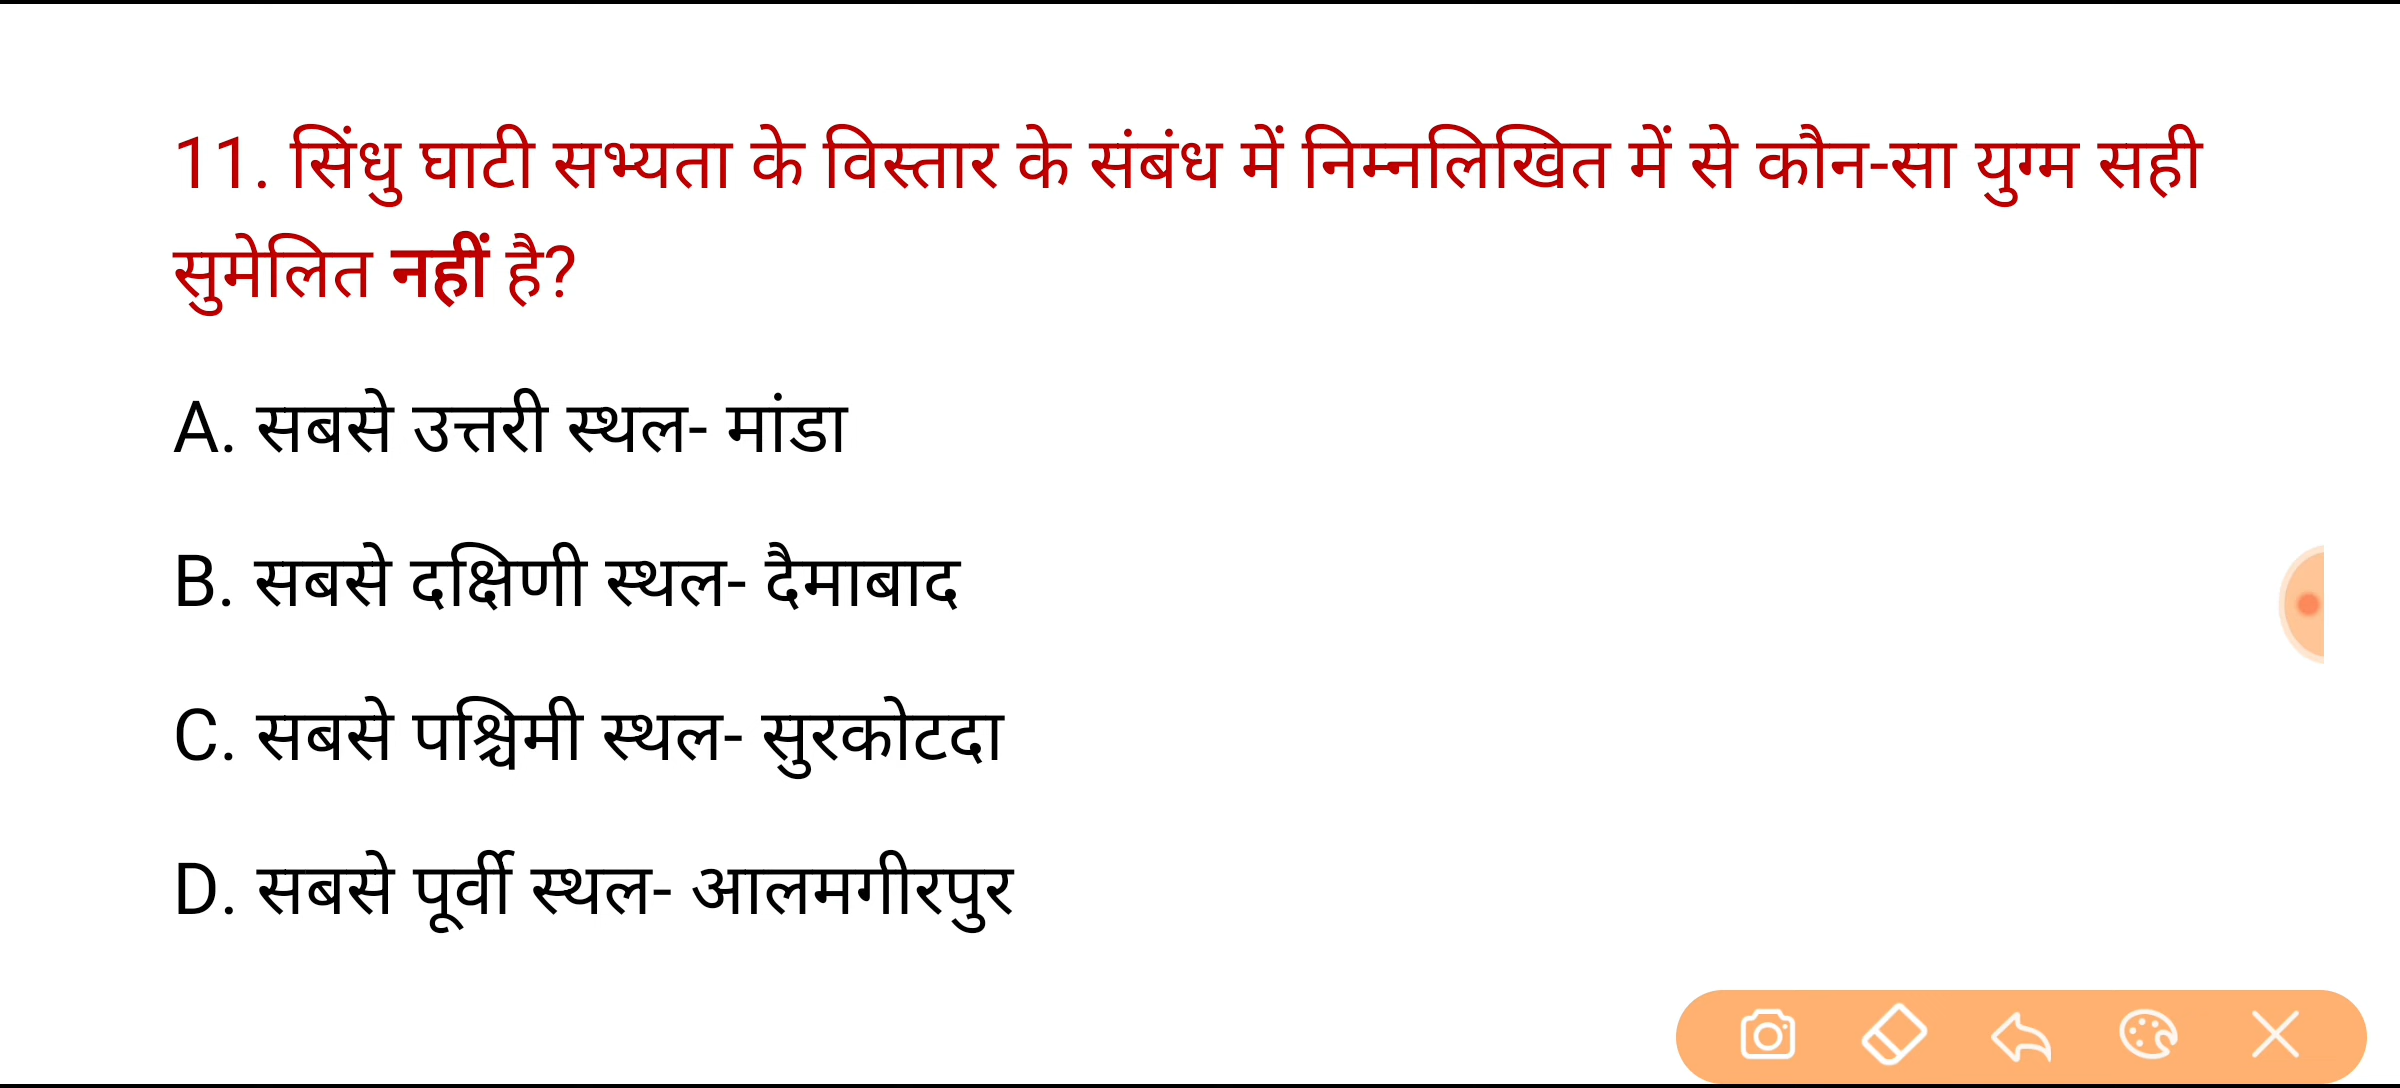 11. सिंधु घाटी सभ्यता के विस्तार के संबंध में निम्नलिखित में से कौन-सा युग्म सही
सुमेलित नहीं है?
A. सबसे उत्तरी स्थल- मांडा
B. सबसे दक्षिणी स्थल- दैमाबाद
C. सबसे पश्चिमी स्थल- सुरकोटदा
D. सबसे पूर्वी स्थल- आलमगीरपुर